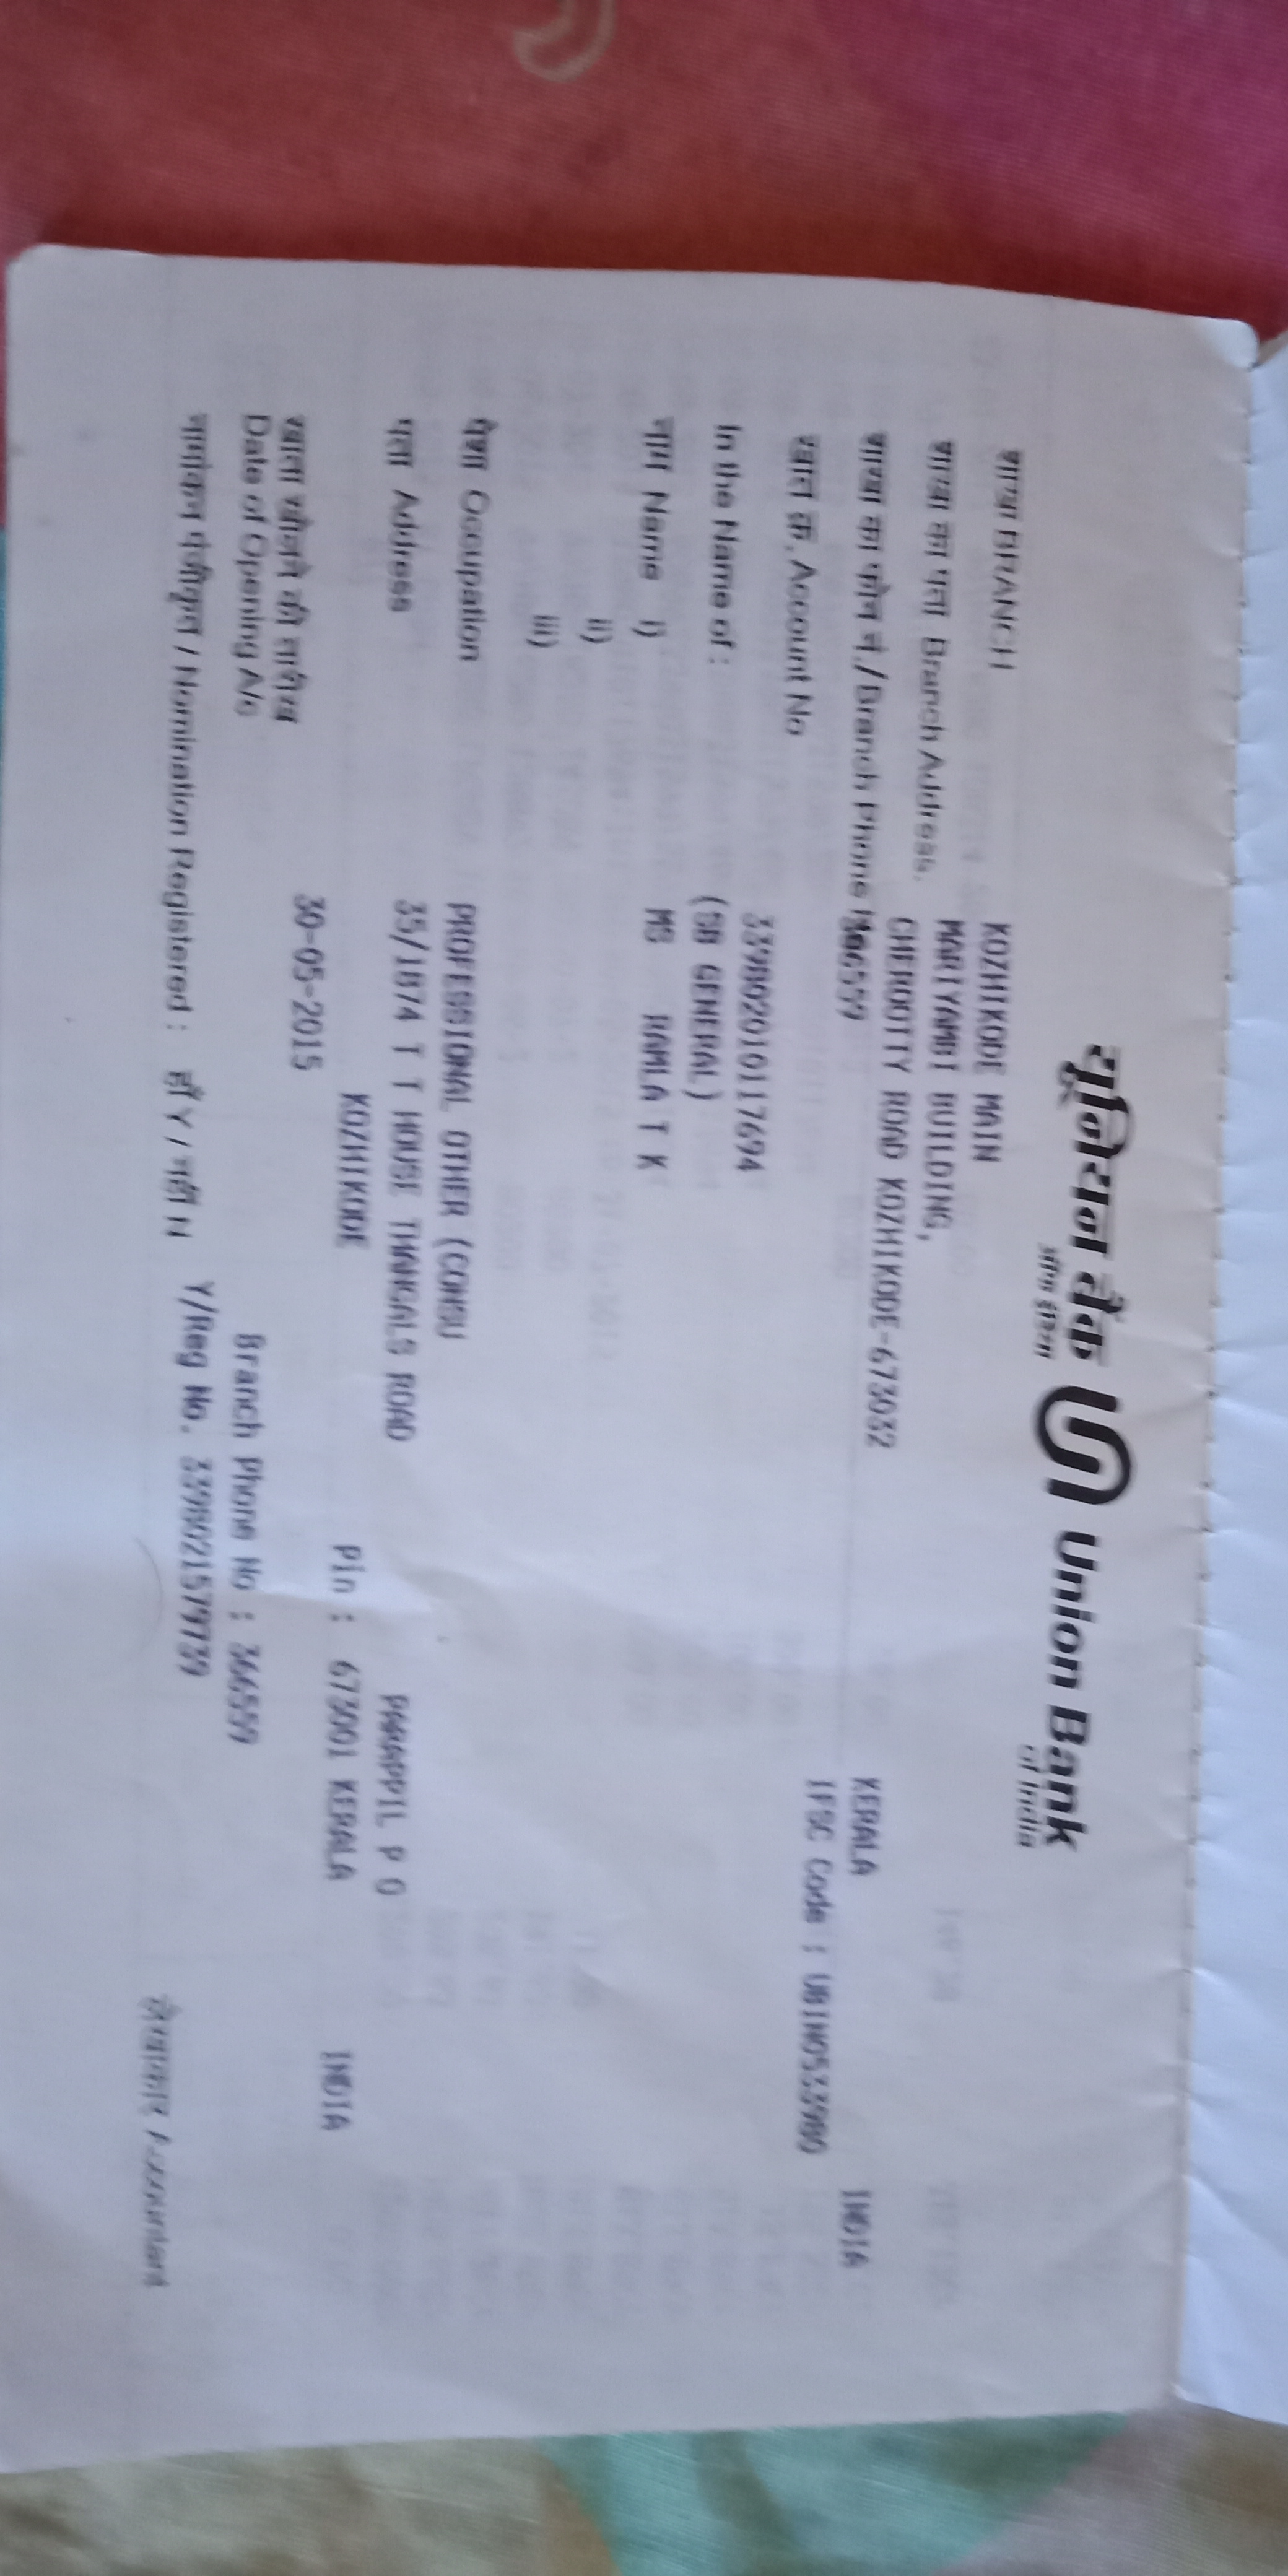 यूनियन बैंक Union Bank
ऑफ इंडिया of India
शाखा BRANCH KOZHIKODE MAIN
शाखा का पता Branch Address. MARIYAMBI BUILDING,
CHEROOTTY ROAD KOZHIKODE-673032 KERALA INDIA
शाखा का फोन नं./Branch Phone 366559 IFSC Code : UBIN0533980
खाता क्र. Account No
339802010117694
In the Name of : (SB GENERAL)
नाम Name i) MS RAMLA T K
ii)
iii)
पेशा Occupation PROFESSIONAL OTHER (CONSU
पता Address 35/1874 T T HOUSE THANGALS ROAD PARAPPIL P O
KOZHIKODE Pin : 673001 KERALA INDIA
खाता खोलने की तारीख 30-05-2015
Date of Opening A/c
Branch Phone No : 366559
नामांकन पंजीकृत / Nomination Registered : हाँ Y / नहीं N Y/Reg No. 3398021579739
लेखाकार Accountant